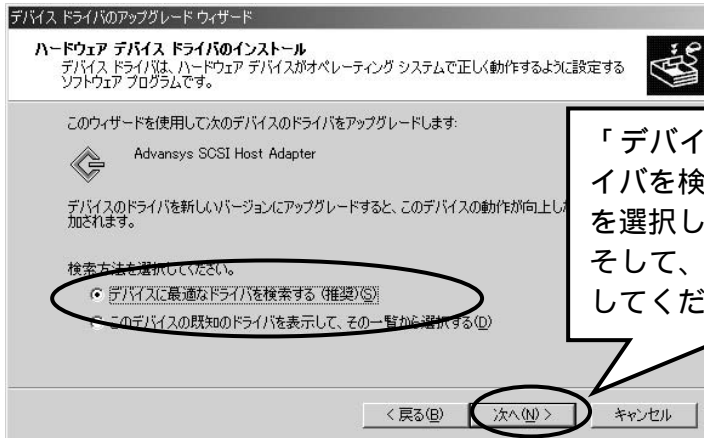 デバイス ドライバのアップグレード ウィザード
ハードウェア デバイス ドライバのインストール
デバイス ドライバは、ハードウェア デバイスがオペレーティング システムで正しく動作するように設定する
ソフトウェア プログラムです。
このウィザードを使用して次のデバイスのドライバをアップグレードします:
Advansys SCSI Host Adapter
デバイスのドライバを新しいバージョンにアップグレードすると、このデバイスの動作が向上し
加されます。
検索方法を選択してください。
デバイスに最適なドライバを検索する (推奨)(S)
このデバイスの既知のドライバを表示して、その一覧から選択する(D)
「デバイ
イバを検
を選択し
そして、
してくだ
< 戻る(B)
次へ(N) >
キャンセル